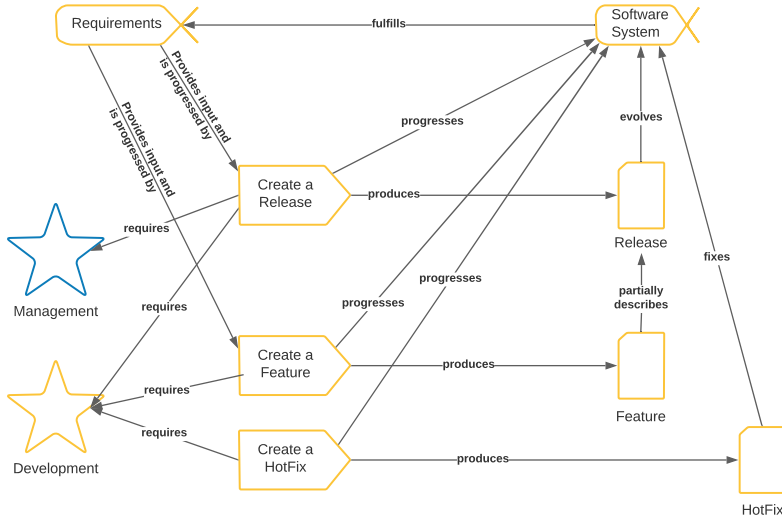 Requirements
fulfills
Software
System
Provides input and
is progressed by
Provides input and
is progressed by
progresses
evolves
Create a
Release
produces
Release
requires
Management
fixes
progresses
progresses
partially
describes
requires
Create a
Feature
produces
requires
Feature
requires
Development
Create a
HotFix
produces
HotFix